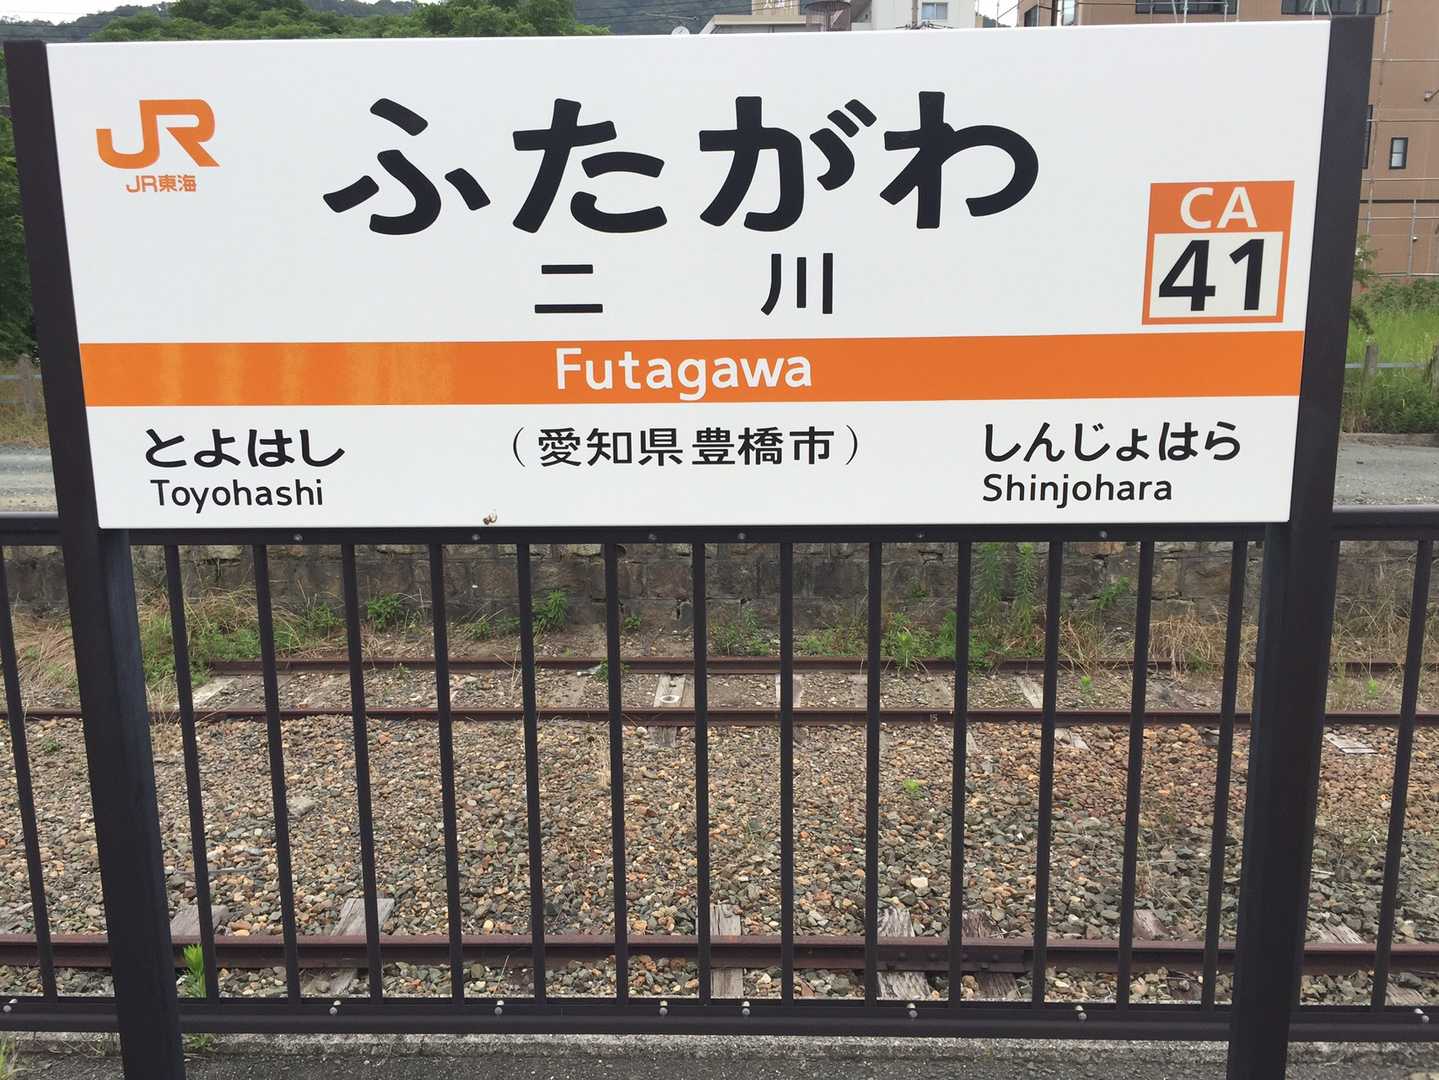 JR
JR東海
ふたがわ
二川
CA
41
Futagawa
とよはし
Toyohashi
(愛知県豊橋市)
しんじょはら
Shinjohara